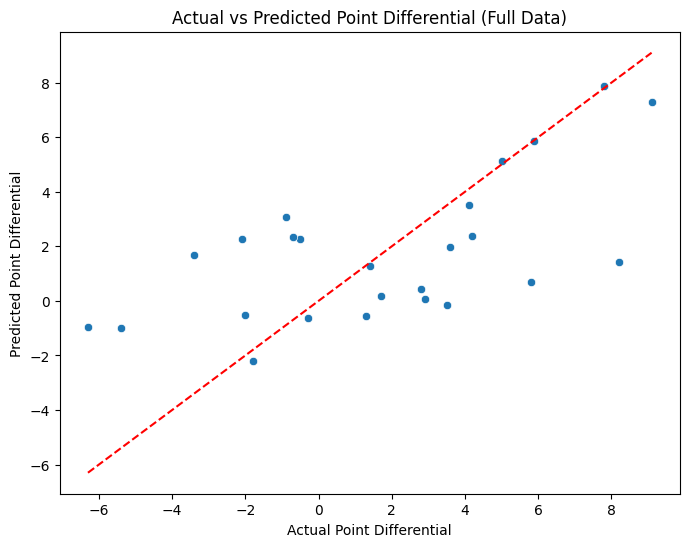 Actual vs Predicted Point Differential (Full Data)
Predicted Point Differential
8
6
4
2
0
−2
−4
−6
−6 −4 −2 0 2 4 6 8
Actual Point Differential